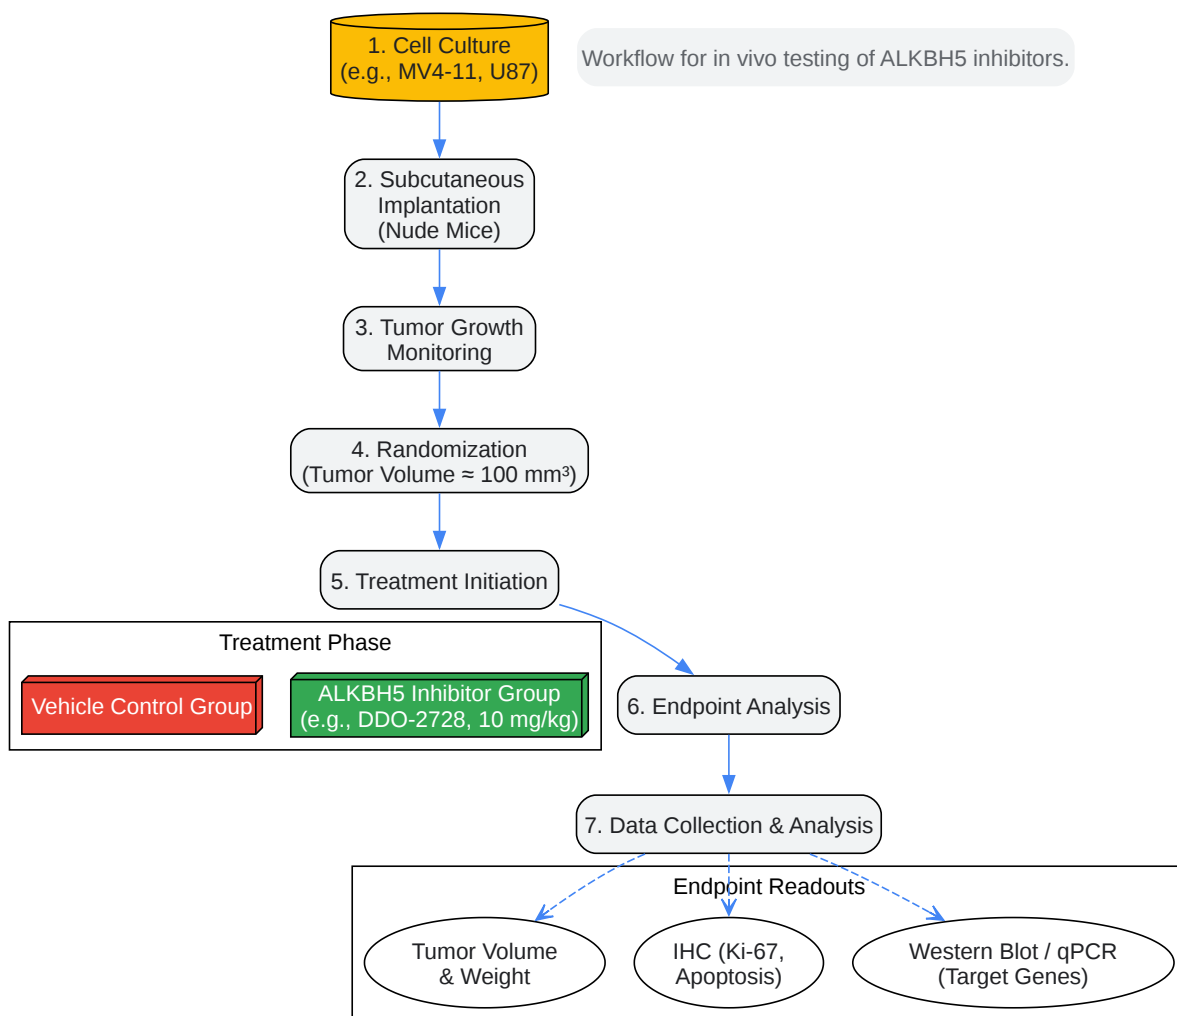 1. Cell Culture
(e.g., MV4-11, U87)
Workflow for in vivo testing of ALKBH5 inhibitors.
2. Subcutaneous
Implantation
(Nude Mice)
3. Tumor Growth
Monitoring
4. Randomization
(Tumor Volume ≈ 100 mm³)
5. Treatment Initiation
Treatment Phase
Vehicle Control Group
ALKBH5 Inhibitor Group
(e.g., DDO-2728, 10 mg/kg)
6. Endpoint Analysis
7. Data Collection & Analysis
Endpoint Readouts
Tumor Volume
& Weight
IHC (Ki-67,
Apoptosis)
Western Blot / qPCR
(Target Genes)